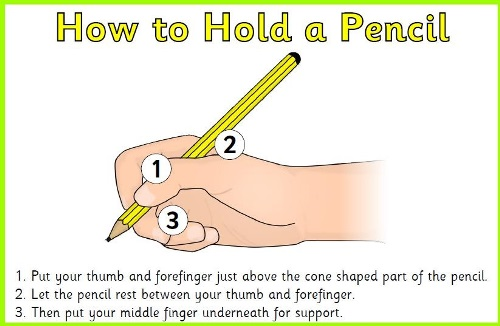 How to Hold a Pencil
1
2
3
1. Put your thumb and forefinger just above the cone shaped part of the pencil.
2. Let the pencil rest between your thumb and forefinger.
3. Then put your middle finger underneath for support.